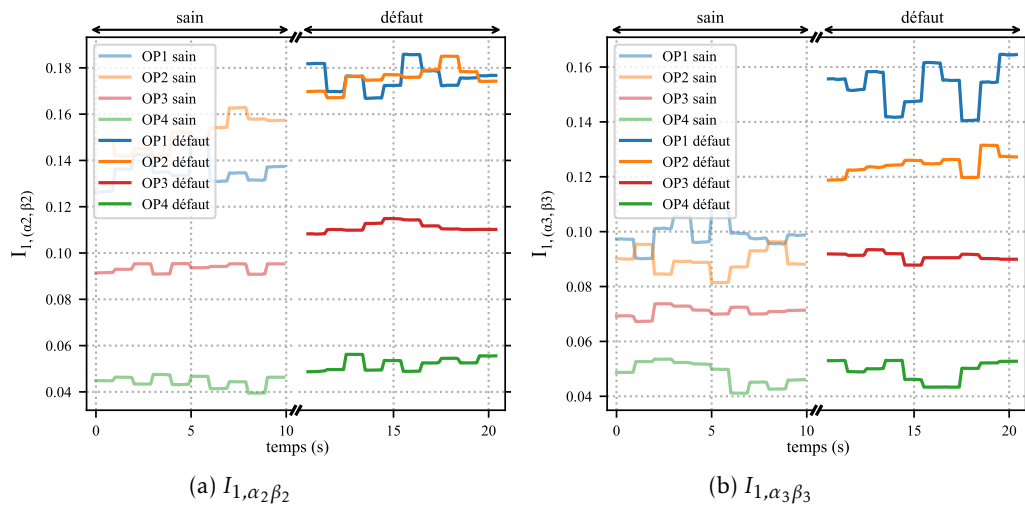 sain défaut
OP1 sain
OP2 sain
OP3 sain
OP4 sain
OP1 défaut
OP2 défaut
OP3 défaut
OP4 défaut
0.18
0.16
0.14
0.12
0.10
0.08
0.06
0.04
I1,(α2,β2)
0 5 10 15 20
temps (s)
(a) I1,α2β2
sain défaut
OP1 sain
OP2 sain
OP3 sain
OP4 sain
OP1 défaut
OP2 défaut
OP3 défaut
OP4 défaut
0.16
0.14
0.12
0.10
0.08
0.06
0.04
I1,(α3,β3)
0 5 10 15 20
temps (s)
(b) I1,α3β3